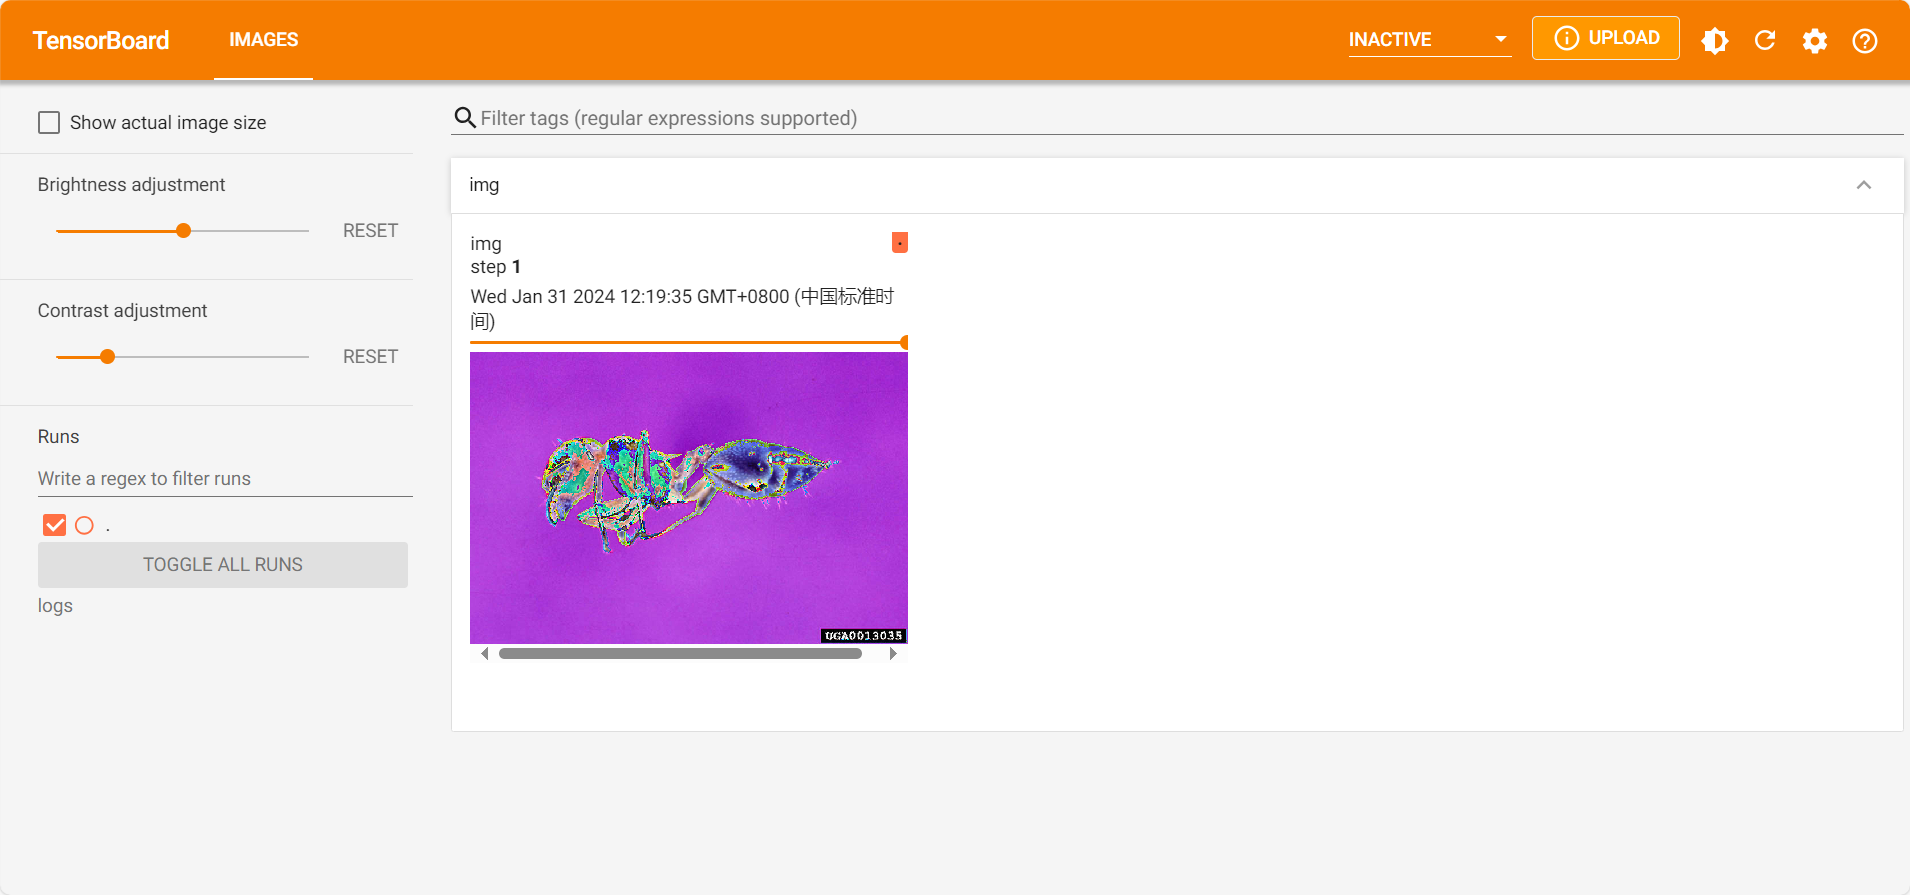 TensorBoard
IMAGES
INACTIVE
UPLOAD
Show actual image size
Filter tags (regular expressions supported)
Brightness adjustment
RESET
Contrast adjustment
RESET
Runs
Write a regex to filter runs
.
TOGGLE ALL RUNS
logs
img
img
.
step 1
Wed Jan 31 2024 12:19:35 GMT+0800 (中国标准时
间)
UGA0013035